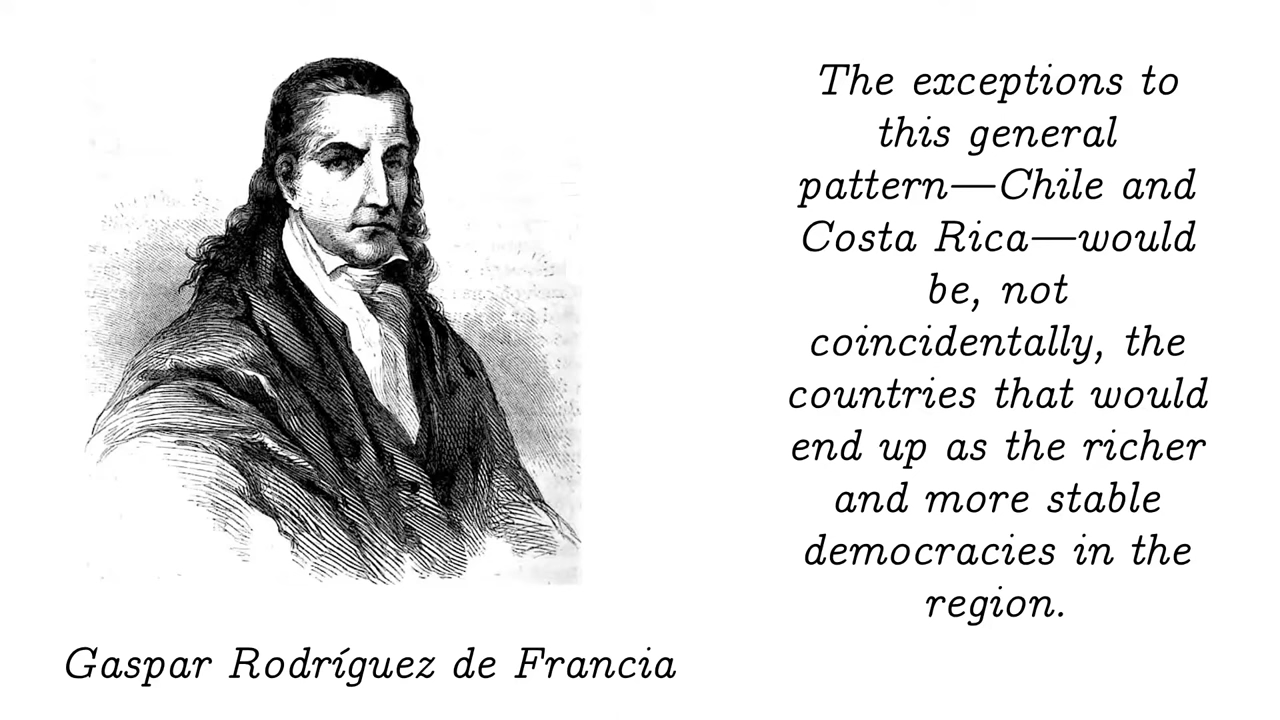 The exceptions to
this general
pattern—Chile and
Costa Rica—would
be, not
coincidentally, the
countries that would
end up as the richer
and more stable
democracies in the
region.
Gaspar Rodríguez de Francia